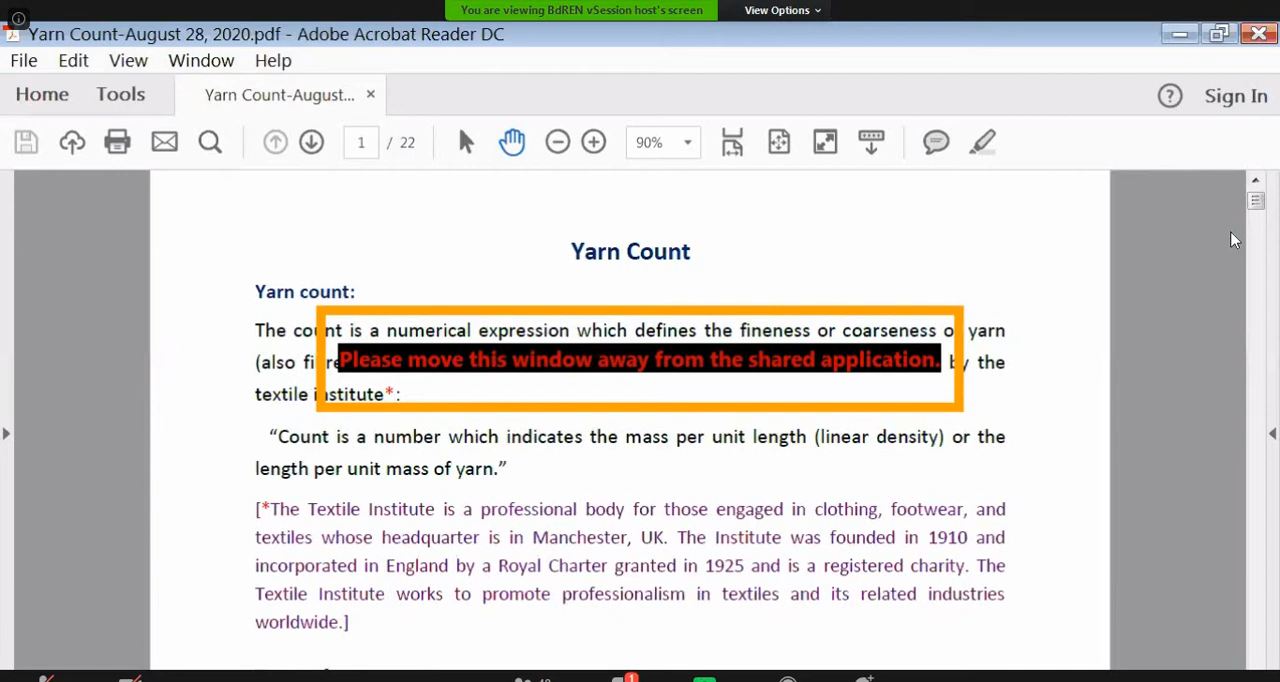 You are viewing BdREN vSession host's screen
View Options
Yarn Count-August 28, 2020.pdf - Adobe Acrobat Reader DC
File Edit View Window Help
Home Tools Yarn Count-August... × Sign In
1 / 22 90%
Yarn Count
Yarn count:
The count is a numerical expression which defines the fineness or coarseness of yarn
(also fibre
Please move this window away from the shared application.
by the
textile institute*:
“Count is a number which indicates the mass per unit length (linear density) or the
length per unit mass of yarn.”
[*The Textile Institute is a professional body for those engaged in clothing, footwear, and
textiles whose headquarter is in Manchester, UK. The Institute was founded in 1910 and
incorporated in England by a Royal Charter granted in 1925 and is a registered charity. The
Textile Institute works to promote professionalism in textiles and its related industries
worldwide.]
1